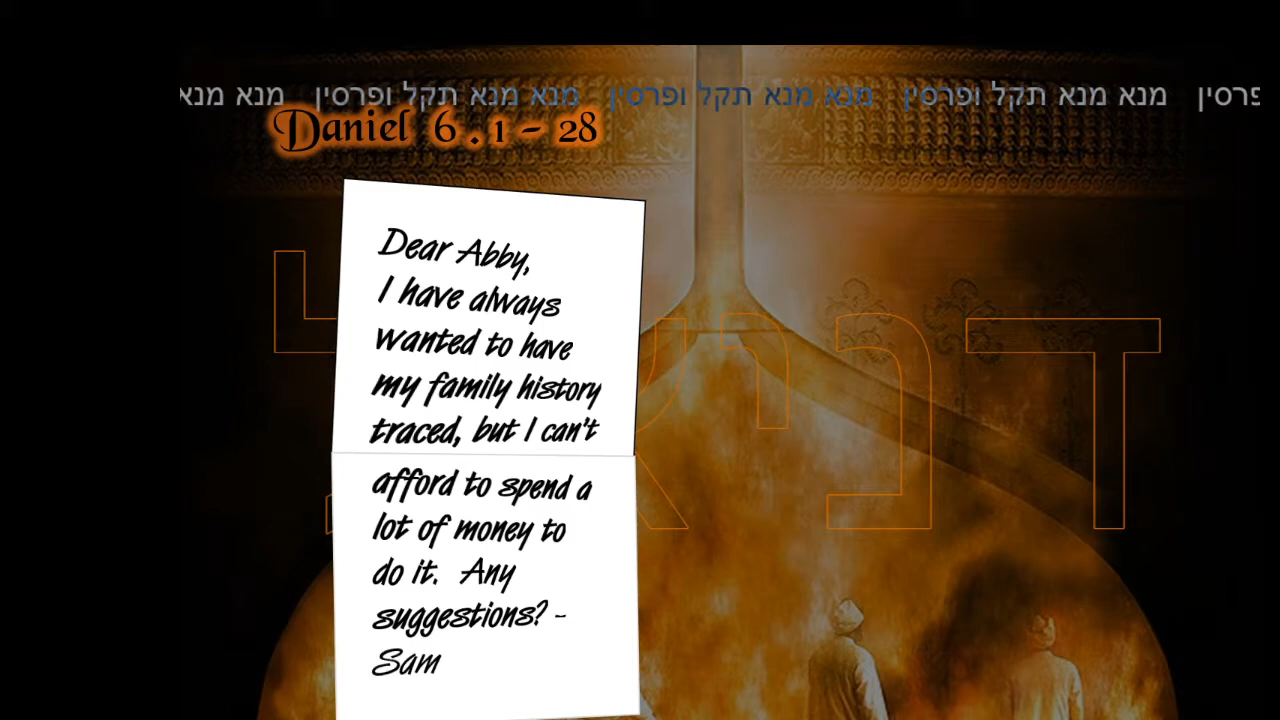 מנא מנא   מנא מנא תקל ופרסין   מנא מנא תקל ופרסין   מנא מנא תקל ופרסין   פרסין
Daniel 6 . 1 - 28
דניאל
Dear Abby,
I have always
wanted to have
my family history
traced, but I can't
afford to spend a
lot of money to
do it.  Any
suggestions? -
Sam